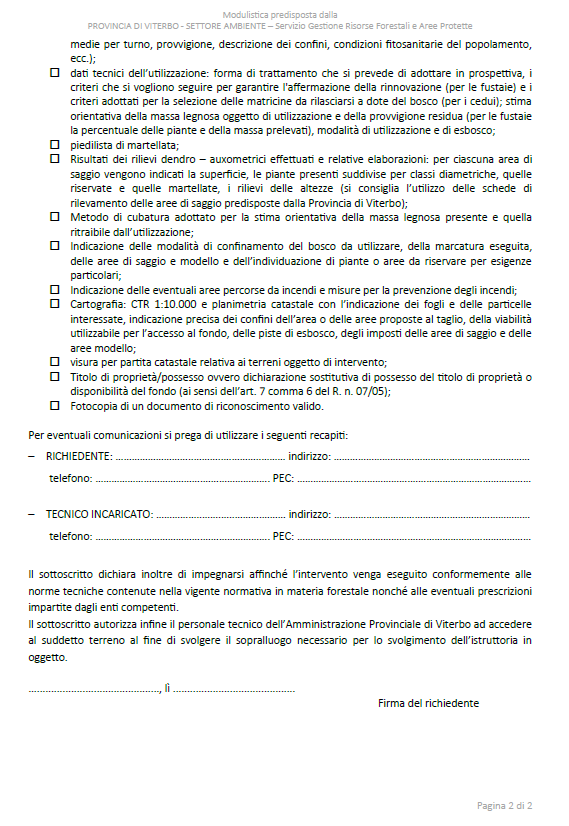 Modulistica predisposta dalla
PROVINCIA DI VITERBO - SETTORE AMBIENTE – Servizio Gestione Risorse Forestali e Aree Protette
medie per turno, provvigione, descrizione dei confini, condizioni fitosanitarie del popolamento,
ecc.);
☐ dati tecnici dell'utilizzazione: forma di trattamento che si prevede di adottare in prospettiva, i
criteri che si vogliono seguire per garantire l'affermazione della rinnovazione (per le fustaie) e i
criteri adottati per la selezione delle matricine da rilasciarsi a dote del bosco (per i cedui); stima
orientativa della massa legnosa oggetto di utilizzazione e della provvigione residua (per le fustaie
la percentuale delle piante e della massa prelevati), modalità di utilizzazione e di esbosco;
☐ piedilista di martellata;
☐ Risultati dei rilievi dendro – auxometrici effettuati e relative elaborazioni: per ciascuna area di
saggio vengono indicati la superficie, le piante presenti suddivise per classi diametriche, quelle
riservate e quelle martellate, i rilievi delle altezze (si consiglia l'utilizzo delle schede di
rilevamento delle aree di saggio predisposte dalla Provincia di Viterbo);
☐ Metodo di cubatura adottato per la stima orientativa della massa legnosa presente e quella
ritraibile dall'utilizzazione;
☐ Indicazione delle modalità di confinamento del bosco da utilizzare, della marcatura eseguita,
delle aree di saggio e modello e dell'individuazione di piante o aree da riservare per esigenze
particolari;
☐ Indicazione delle eventuali aree percorse da incendi e misure per la prevenzione degli incendi;
☐ Cartografia: CTR 1:10.000 e planimetria catastale con l'indicazione dei fogli e delle particelle
interessate, indicazione precisa dei confini dell'area o delle aree proposte al taglio, della viabilità
utilizzabile per l'accesso al fondo, delle piste di esbosco, degli imposti delle aree di saggio e delle
aree modello;
☐ visura per partita catastale relativa ai terreni oggetto di intervento;
☐ Titolo di proprietà/possesso ovvero dichiarazione sostitutiva di possesso del titolo di proprietà o
disponibilità del fondo (ai sensi dell'art. 7 comma 6 del R. n. 07/05);
☐ Fotocopia di un documento di riconoscimento valido.
Per eventuali comunicazioni si prega di utilizzare i seguenti recapiti:
– RICHIEDENTE: ........................................................ indirizzo: ................................................................
telefono: ......................................................... PEC: .............................................................................
– TECNICO INCARICATO: .......................................... indirizzo: ................................................................
telefono: ......................................................... PEC: .............................................................................
Il sottoscritto dichiara inoltre di impegnarsi affinché l'intervento venga eseguito conformemente alle
norme tecniche contenute nella vigente normativa in materia forestale nonché alle eventuali prescrizioni
impartite dagli enti competenti.
Il sottoscritto autorizza infine il personale tecnico dell'Amministrazione Provinciale di Viterbo ad accedere
al suddetto terreno al fine di svolgere il sopralluogo necessario per lo svolgimento dell'istruttoria in
oggetto.
..........................................., lì ........................................
Firma del richiedente
Pagina 2 di 2